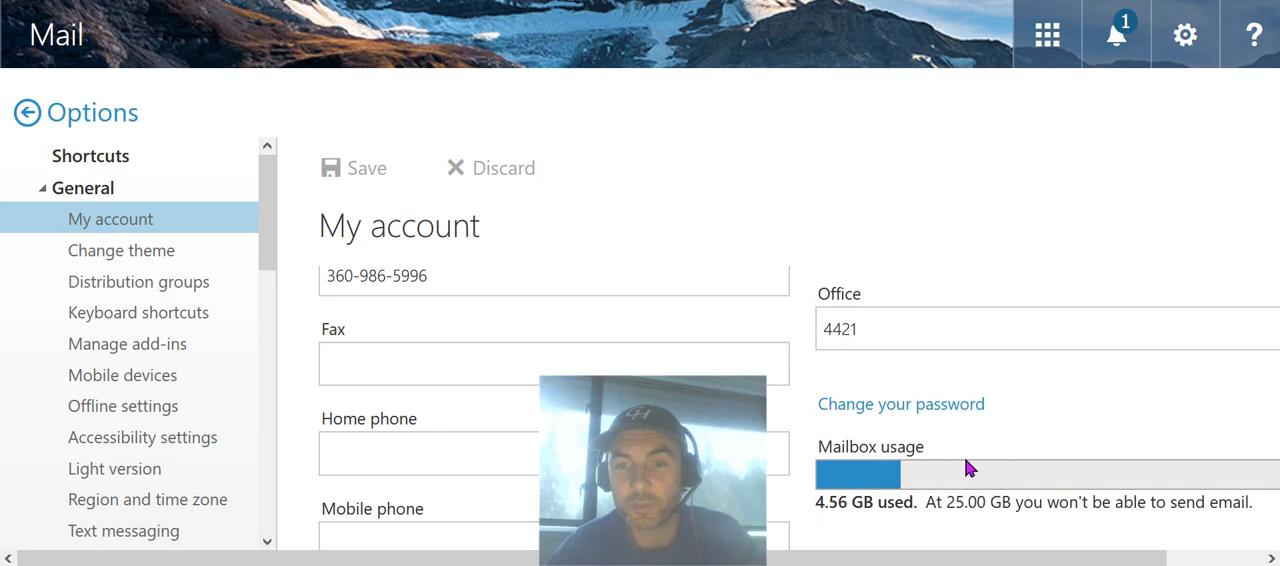 Mail
1
?
Options
Shortcuts
General
My account
Change theme
Distribution groups
Keyboard shortcuts
Manage add-ins
Mobile devices
Offline settings
Accessibility settings
Light version
Region and time zone
Text messaging
Save
Discard
My account
360-986-5996
Fax
Home phone
Mobile phone
Office
4421
Change your password
Mailbox usage
4.56 GB used. At 25.00 GB you won't be able to send email.